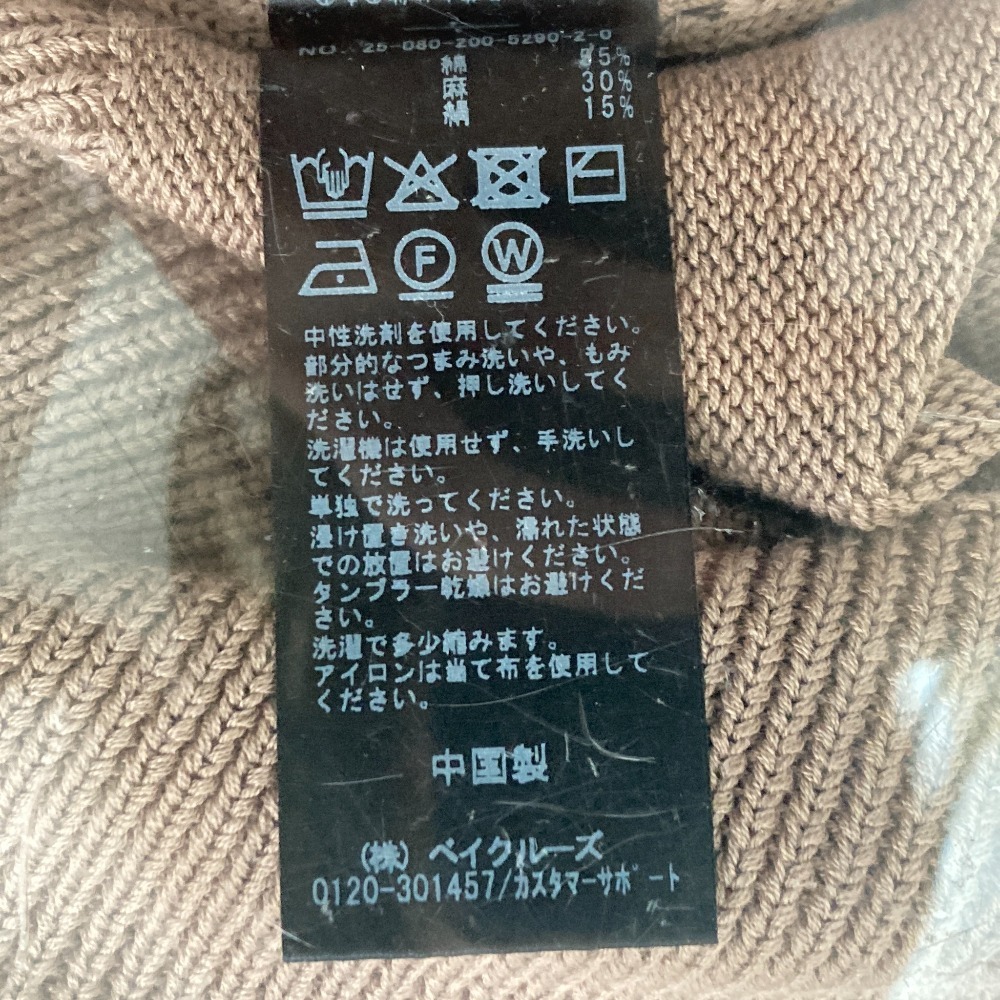 NO. 25-080-200-5290-2-0
綿 55%
麻 30%
絹 15%
F W
中性洗剤を使用してください。
部分的なつまみ洗いや、もみ
洗いはせず、押し洗いしてく
ださい。
洗濯機は使用せず、手洗いし
てください。
単独で洗ってください。
浸け置き洗いや、濡れた状態
での放置はお避けください。
タンブラー乾燥はお避けくだ
さい。
洗濯で多少縮みます。
アイロンは当て布を使用して
ください。
中国製
(株) ベイクルーズ
0120-301457/カスタマーサポート